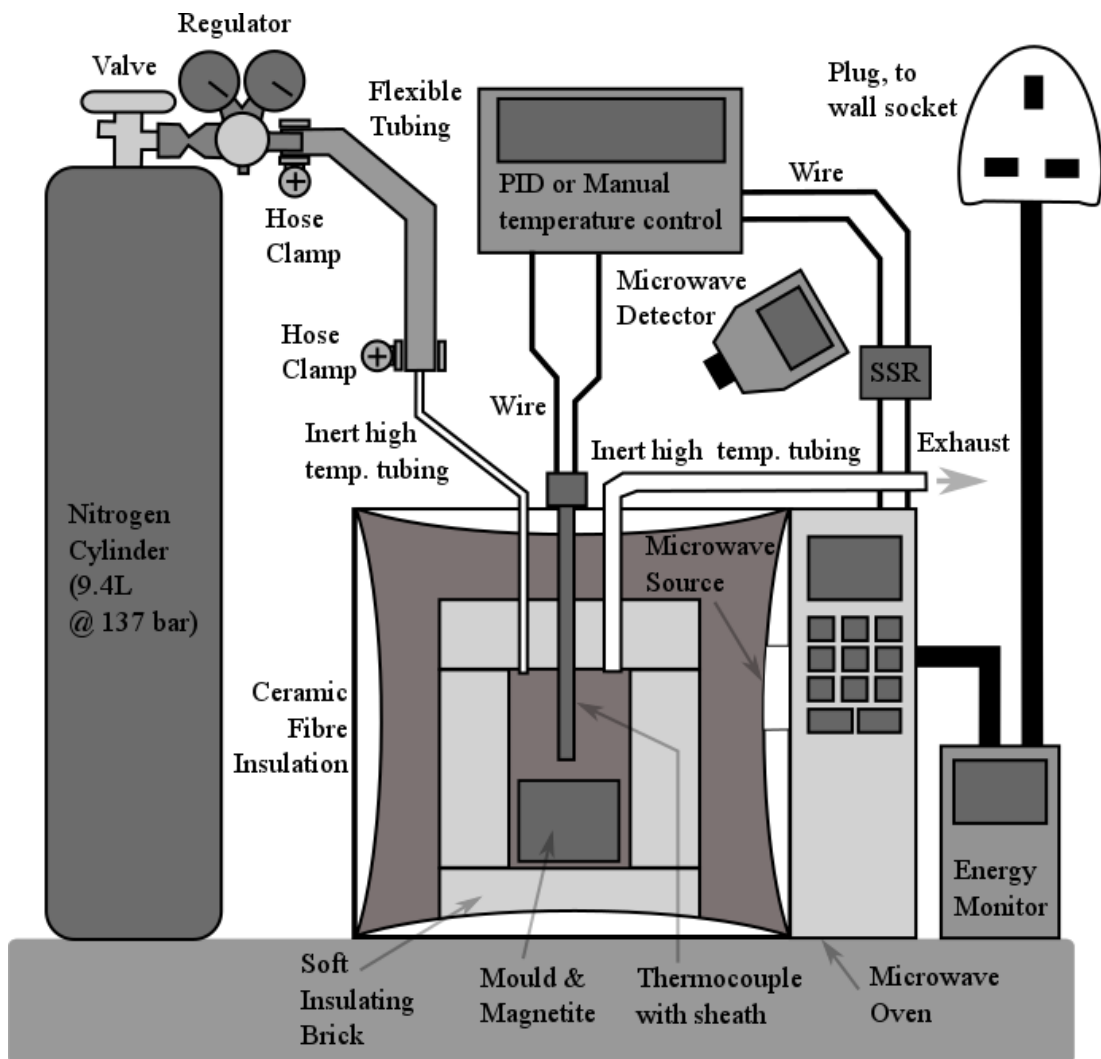 Regulator
Valve
Flexible
Tubing
Plug, to
wall socket
PID or Manual
temperature control
Wire
Hose
Clamp
Microwave
Detector
Hose
Clamp
SSR
Wire
Inert high
temp. tubing
Inert high temp. tubing
Exhaust
Nitrogen
Cylinder
(9.4L
@ 137 bar)
Microwave
Source
Ceramic
Fibre
Insulation
Energy
Monitor
Soft
Insulating
Brick
Mould &
Magnetite
Thermocouple
with sheath
Microwave
Oven